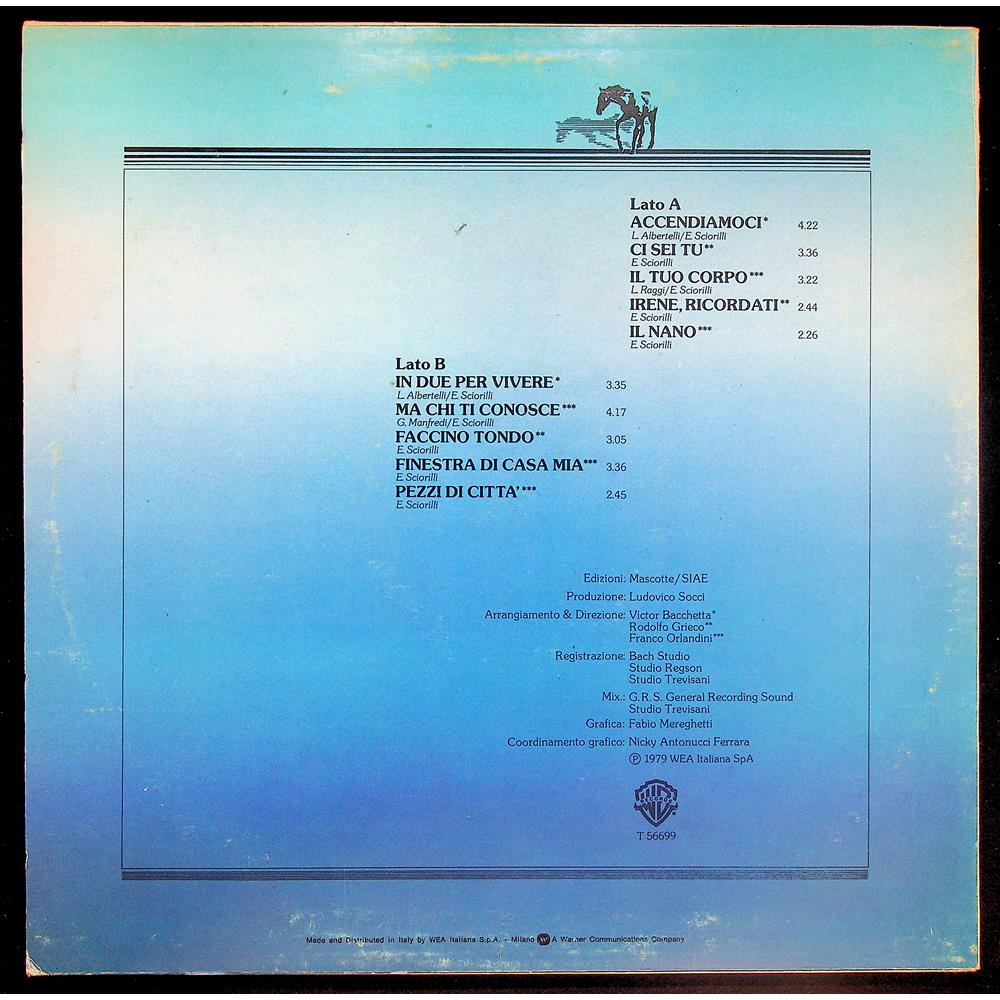 Lato A
ACCENDIAMOCI* 4.22
L. Albertelli/E. Sciorilli
CI SEI TU** 3.36
E. Sciorilli
IL TUO CORPO*** 3.22
L. Raggi/E. Sciorilli
IRENE, RICORDATI** 2.44
E. Sciorilli
IL NANO*** 2.26
E. Sciorilli
Lato B
IN DUE PER VIVERE* 3.35
L. Albertelli/E. Sciorilli
MA CHI TI CONOSCE*** 4.17
G. Manfredi/E. Sciorilli
FACCINO TONDO** 3.05
E. Sciorilli
FINESTRA DI CASA MIA*** 3.36
E. Sciorilli
PEZZI DI CITTA'*** 2.45
E. Sciorilli
Edizioni: Mascotte/SIAE
Produzione: Ludovico Socci
Arrangiamento & Direzione: Victor Bacchetta*
Rodolfo Grieco**
Franco Orlandini***
Registrazione: Bach Studio
Studio Regson
Studio Trevisani
Mix.: G.R.S. General Recording Sound
Studio Trevisani
Grafica: Fabio Mereghetti
Coordinamento grafico: Nicky Antonucci Ferrara
℗ 1979 WEA Italiana SpA
WB
RECORDS
T 56699
Made and Distributed in Italy by WEA Italiana S.p.A. - Milano W A Warner Communications Company